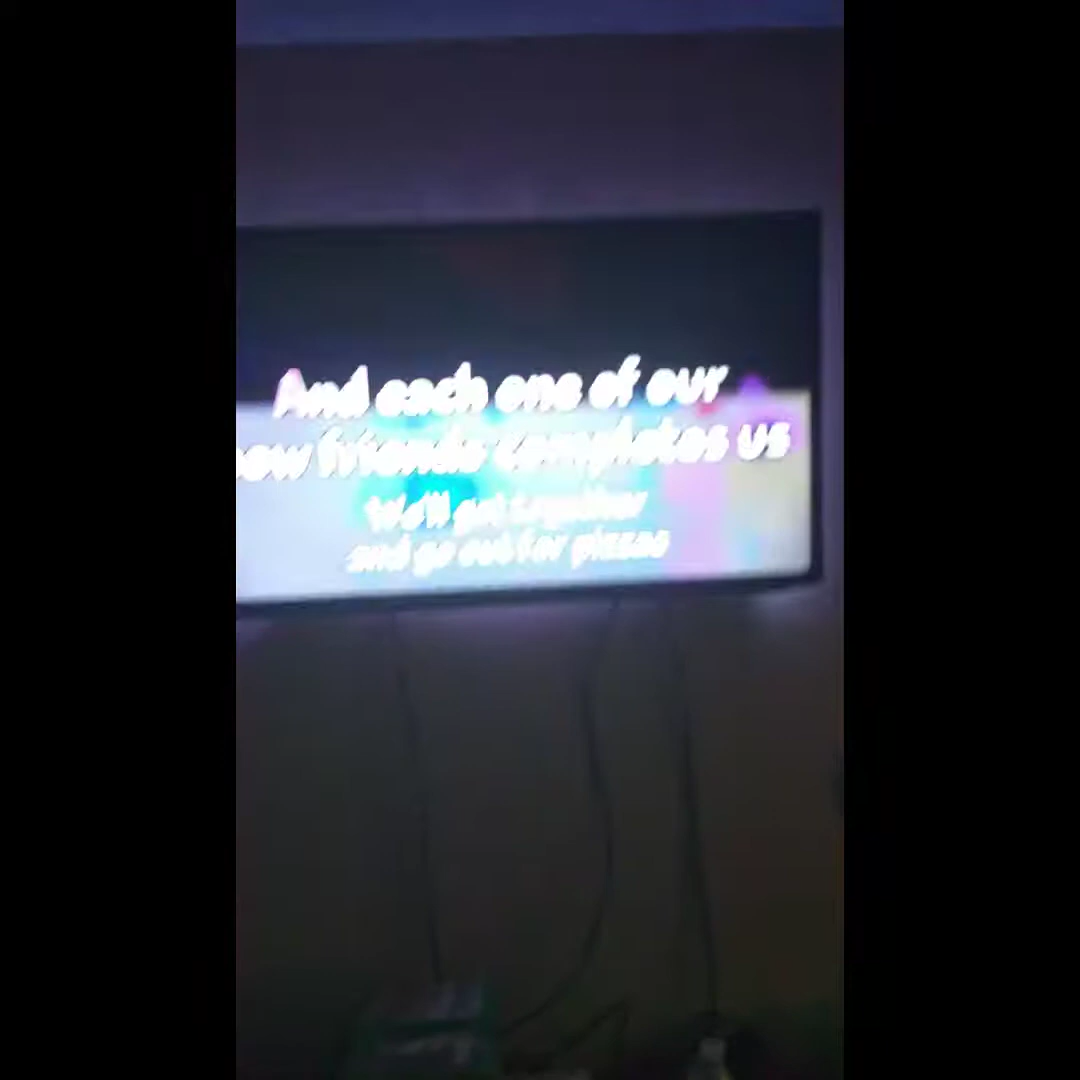 And each one of our
new friends completes us
We'll get together
and go out for pizzas